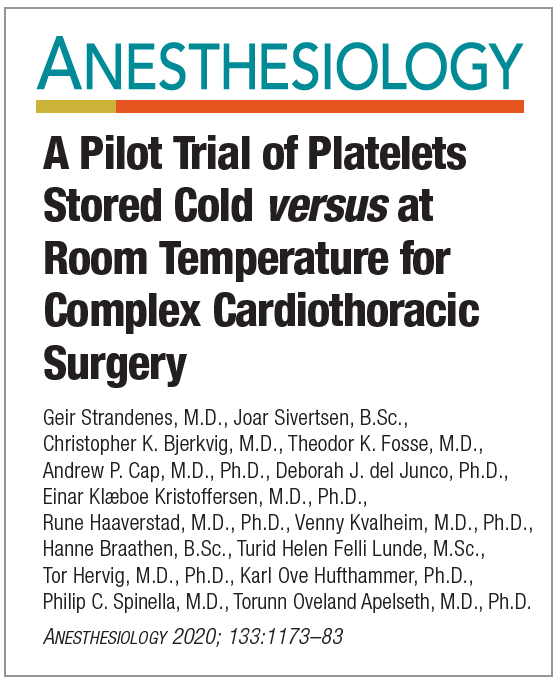 ANESTHESIOLOGY
A Pilot Trial of Platelets
Stored Cold versus at
Room Temperature for
Complex Cardiothoracic
Surgery
Geir Strandenes, M.D., Joar Sivertsen, B.Sc.,
Christopher K. Bjerkvig, M.D., Theodor K. Fosse, M.D.,
Andrew P. Cap, M.D., Ph.D., Deborah J. del Junco, Ph.D.,
Einar Klæboe Kristoffersen, M.D., Ph.D.,
Rune Haaverstad, M.D., Ph.D., Venny Kvalheim, M.D., Ph.D.,
Hanne Braathen, B.Sc., Turid Helen Felli Lunde, M.Sc.,
Tor Hervig, M.D., Ph.D., Karl Ove Hufthammer, Ph.D.,
Philip C. Spinella, M.D., Torunn Oveland Apelseth, M.D., Ph.D.
ANESTHESIOLOGY 2020; 133:1173–83